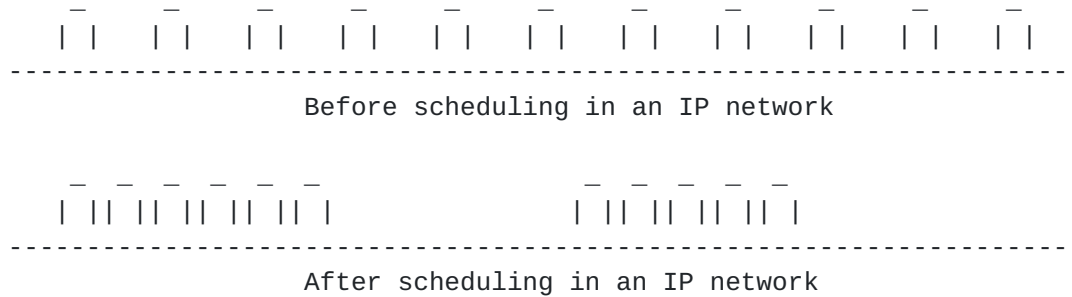 Before scheduling in an IP network
After scheduling in an IP network